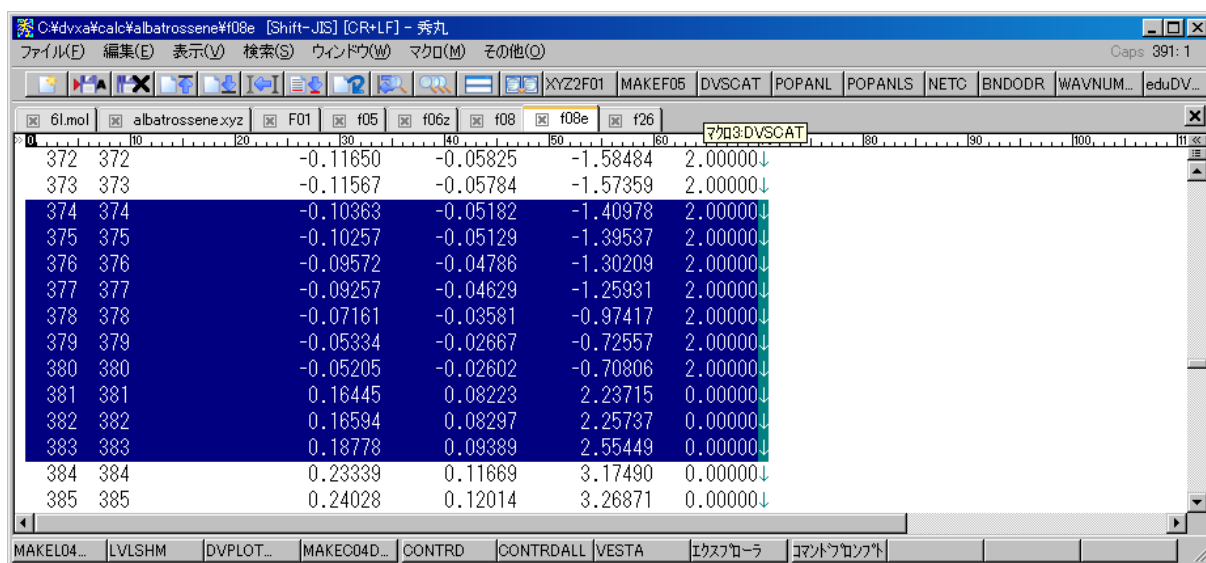 C:¥dvxa¥calc¥albatrossene¥f08e [Shift-JIS] [CR+LF] - 秀丸
ファイル(F) 編集(E) 表示(V) 検索(S) ウィンドウ(W) マクロ(M) その他(O) Caps 391: 1
XYZ2F01 MAKEF05 DVSCAT POPANL POPANLS NETC BNDODR WAVNUM... eduDV...
6l.mol albatrossene.xyz F01 f05 f06z f08 f08e f26
マクロ3:DVSCAT
0 10 20 30 40 50 60 80 90 100 11
372 372 -0.11650 -0.05825 -1.58484 2.00000↓
373 373 -0.11567 -0.05784 -1.57359 2.00000↓
374 374 -0.10363 -0.05182 -1.40978 2.00000↓
375 375 -0.10257 -0.05129 -1.39537 2.00000↓
376 376 -0.09572 -0.04786 -1.30209 2.00000↓
377 377 -0.09257 -0.04629 -1.25931 2.00000↓
378 378 -0.07161 -0.03581 -0.97417 2.00000↓
379 379 -0.05334 -0.02667 -0.72557 2.00000↓
380 380 -0.05205 -0.02602 -0.70806 2.00000↓
381 381 0.16445 0.08223 2.23715 0.00000↓
382 382 0.16594 0.08297 2.25737 0.00000↓
383 383 0.18778 0.09389 2.55449 0.00000↓
384 384 0.23339 0.11669 3.17490 0.00000↓
385 385 0.24028 0.12014 3.26871 0.00000↓
MAKEL04... LVLSHM DVPLOT... MAKEC04D... CONTRD CONTRDALL VESTA エクスプローラ コマンドプロンプト